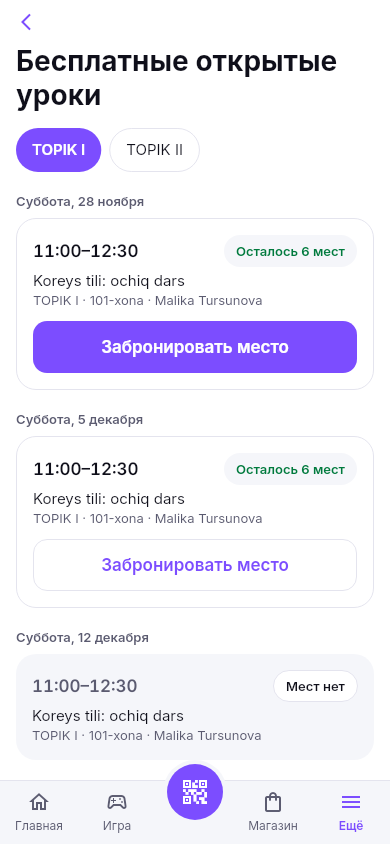 Бесплатные открытые
уроки
TOPIK I
TOPIK II
Суббота, 28 ноября
11:00–12:30
Осталось 6 мест
Koreys tili: ochiq dars
TOPIK I · 101-xona · Malika Tursunova
Забронировать место
Суббота, 5 декабря
11:00–12:30
Осталось 6 мест
Koreys tili: ochiq dars
TOPIK I · 101-xona · Malika Tursunova
Забронировать место
Суббота, 12 декабря
11:00–12:30
Мест нет
Koreys tili: ochiq dars
TOPIK I · 101-xona · Malika Tursunova
Главная
Игра
Магазин
Ещё